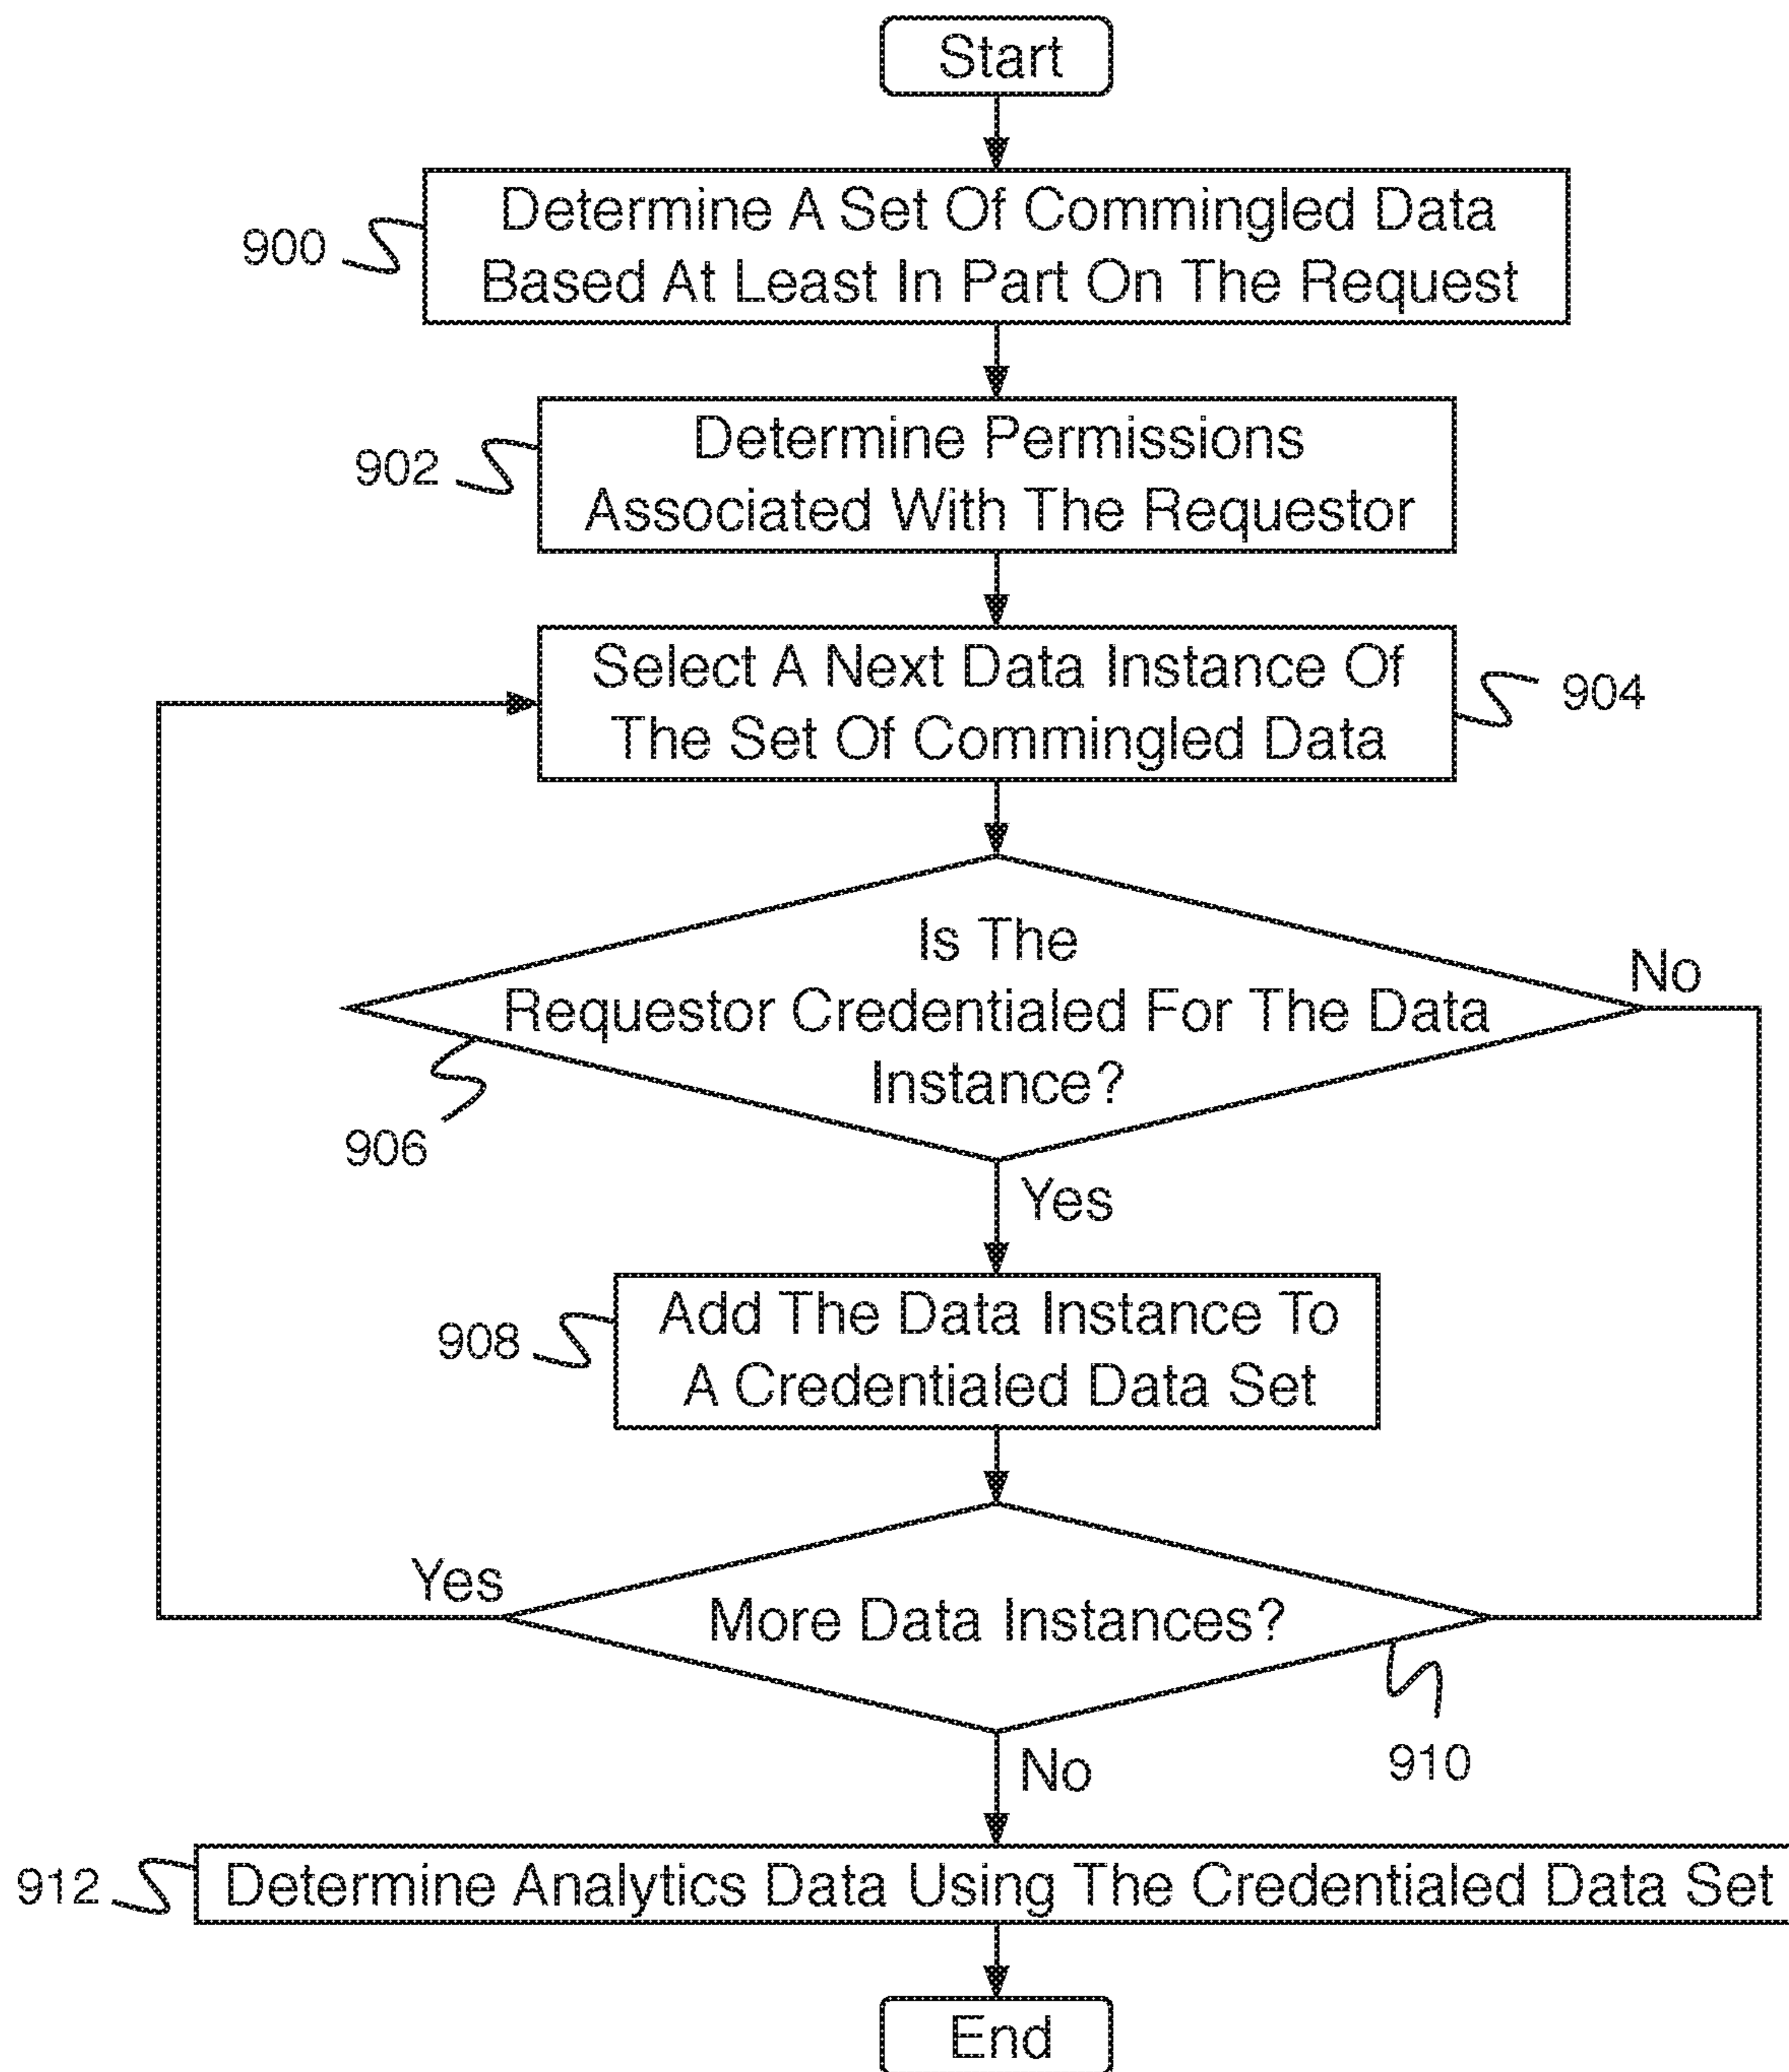 Start
Determine A Set Of Commingled Data
Based At Least In Part On The Request
900
Determine Permissions
Associated With The Requestor
902
Select A Next Data Instance Of
The Set Of Commingled Data
904
Is The
Requestor Credentialed For The Data
Instance?
No
906
Yes
Add The Data Instance To
A Credentialed Data Set
908
Yes
More Data Instances?
910
No
912
Determine Analytics Data Using The Credentialed Data Set
End